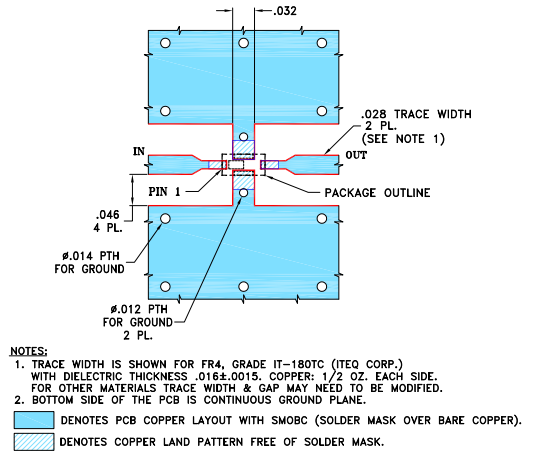 .032
.028 TRACE WIDTH
2 PL.
(SEE NOTE 1)
IN
OUT
PIN 1
PACKAGE OUTLINE
.046
4 PL.
Ø.014 PTH
FOR GROUND
Ø.012 PTH
FOR GROUND
2 PL.
NOTES:
1. TRACE WIDTH IS SHOWN FOR FR4, GRADE IT-180TC (ITEQ CORP.)
WITH DIELECTRIC THICKNESS .016±.0015. COPPER: 1/2 OZ. EACH SIDE.
FOR OTHER MATERIALS TRACE WIDTH & GAP MAY NEED TO BE MODIFIED.
2. BOTTOM SIDE OF THE PCB IS CONTINUOUS GROUND PLANE.
DENOTES PCB COPPER LAYOUT WITH SMOBC (SOLDER MASK OVER BARE COPPER).
DENOTES COPPER LAND PATTERN FREE OF SOLDER MASK.